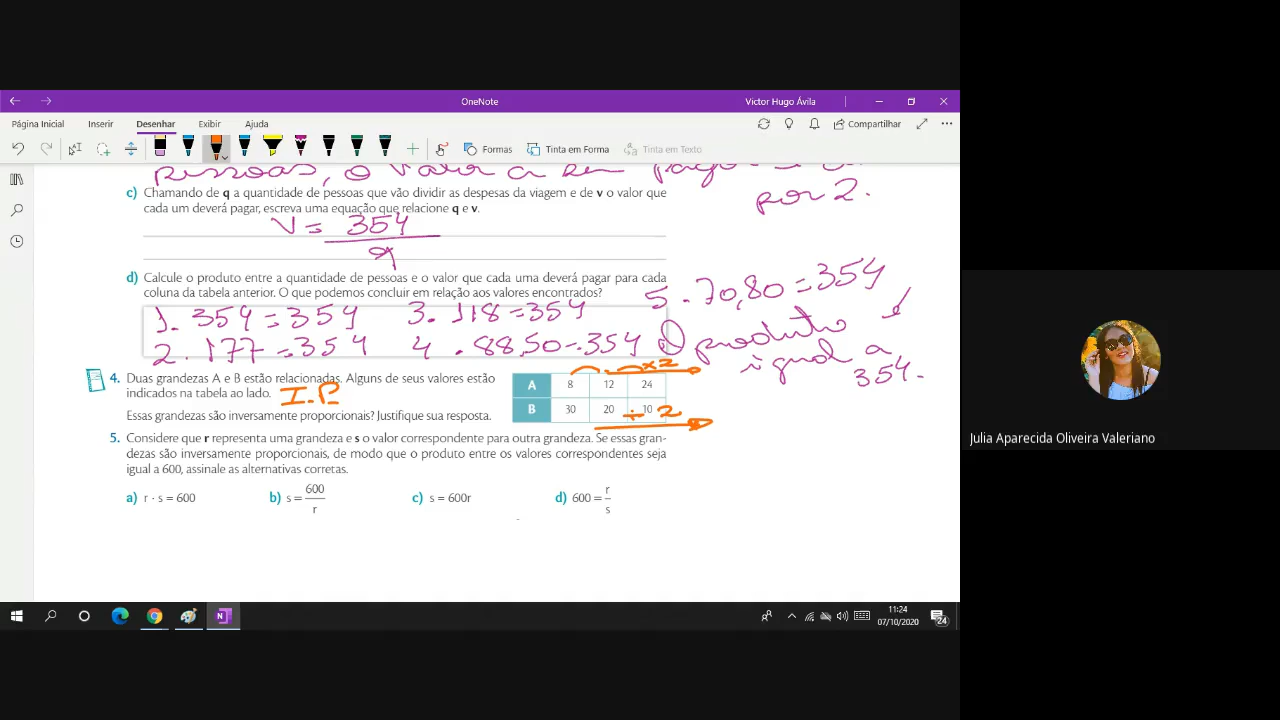 OneNote
Victor Hugo Ávila
Página Inicial Inserir Desenhar Exibir Ajuda
Compartilhar
Formas Tinta em Forma Tinta em Texto
pessoas, o valor a ser pago é
por 2.
c) Chamando de q a quantidade de pessoas que vão dividir as despesas da viagem e de v o valor que
cada um deverá pagar, escreva uma equação que relacione q e v.
V = 354
q
d) Calcule o produto entre a quantidade de pessoas e o valor que cada uma deverá pagar para cada
coluna da tabela anterior. O que podemos concluir em relação aos valores encontrados?
1. 354 = 354 3. 118 = 354 5. 70,80 = 354
2. 177 = 354 4. 88,50 = 354 O produto é
igual a
354.
4. Duas grandezas A e B estão relacionadas. Alguns de seus valores estão
indicados na tabela ao lado. I.P
Essas grandezas são inversamente proporcionais? Justifique sua resposta.
×2
A 8 12 24
B 30 20 10
÷ 2
5. Considere que r representa uma grandeza e s o valor correspondente para outra grandeza. Se essas gran-
dezas são inversamente proporcionais, de modo que o produto entre os valores correspondentes seja
igual a 600, assinale as alternativas corretas.
a) r · s = 600 b) s = 600/r c) s = 600r d) 600 = r/s
Julia Aparecida Oliveira Valeriano
11:24
07/10/2020
24